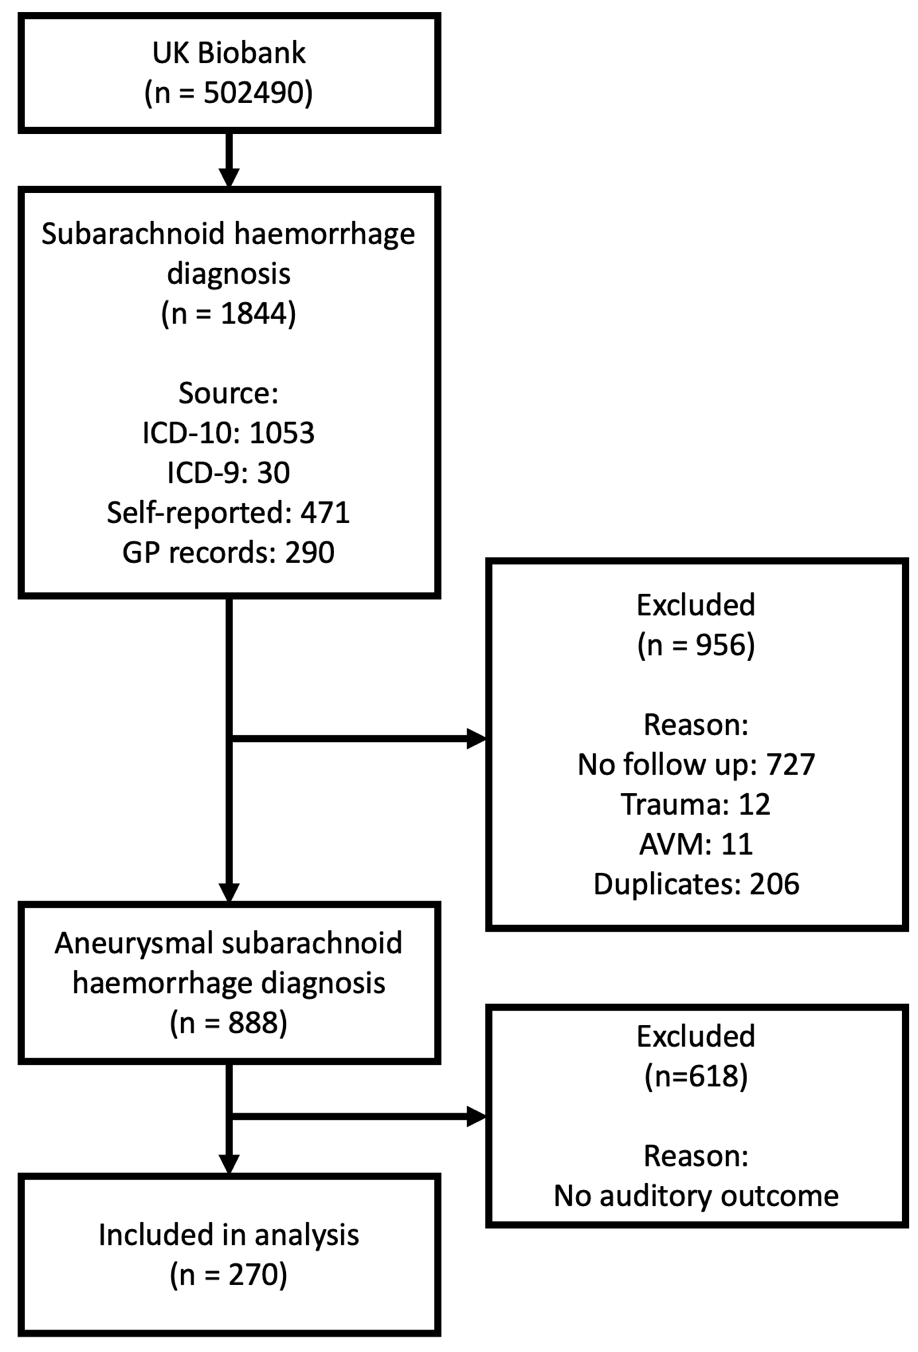 UK Biobank
(n = 502490)
Subarachnoid haemorrhage
diagnosis
(n = 1844)
Source:
ICD-10: 1053
ICD-9: 30
Self-reported: 471
GP records: 290
Excluded
(n = 956)
Reason:
No follow up: 727
Trauma: 12
AVM: 11
Duplicates: 206
Aneurysmal subarachnoid
haemorrhage diagnosis
(n = 888)
Excluded
(n=618)
Reason:
No auditory outcome
Included in analysis
(n = 270)